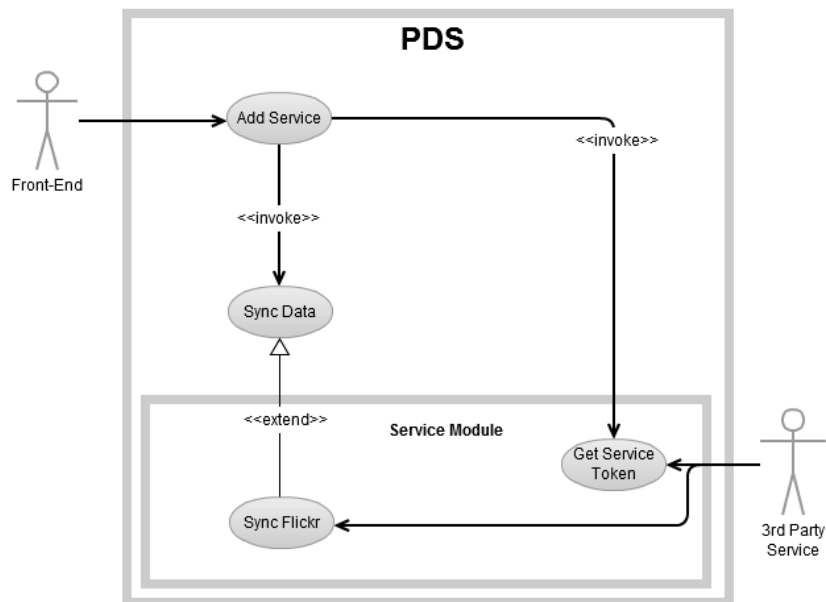 PDS
Add Service
<<invoke>>
Front-End
<<invoke>>
Sync Data
<<extend>>
Service Module
Get Service
Token
Sync Flickr
3rd Party
Service